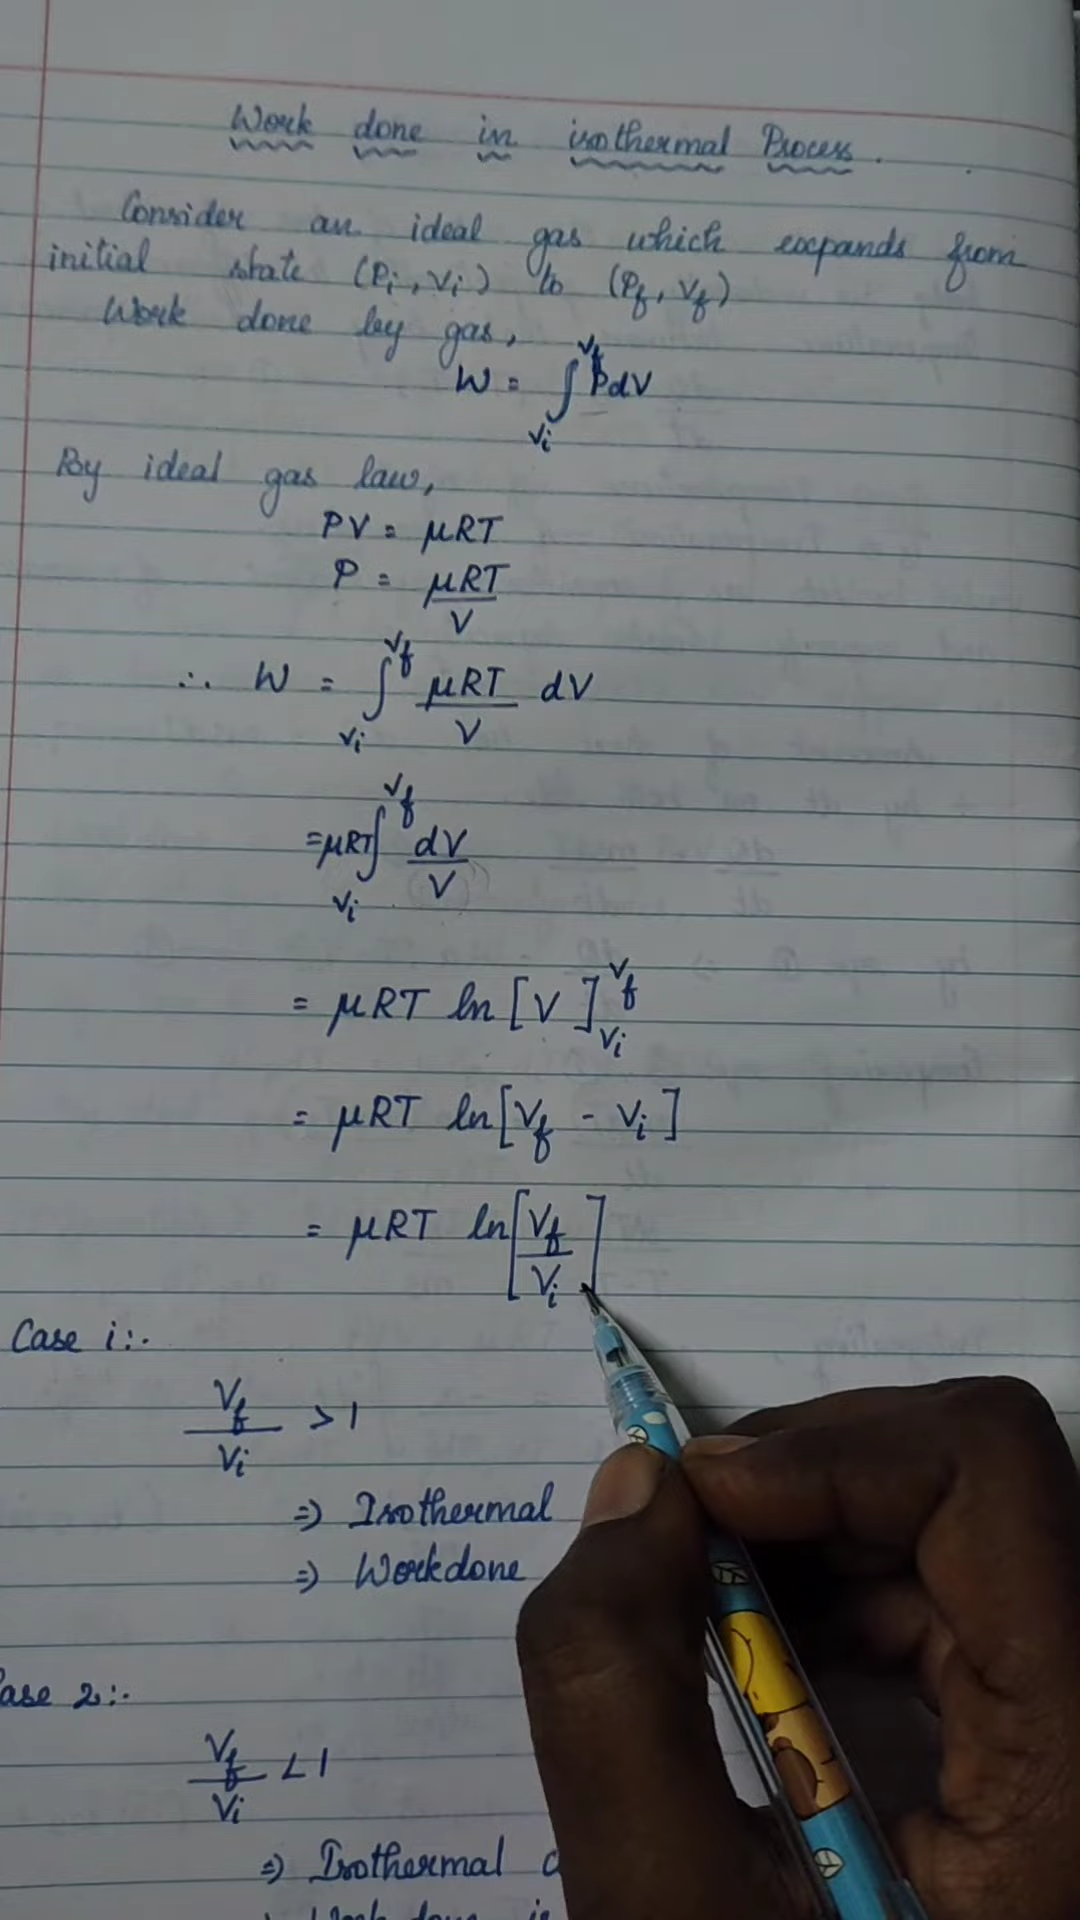 Work done in isothermal Process.
Consider an ideal gas which expands from
initial state (Pi, Vi) to (Pf, Vf)
Work done by gas,
W = ∫_{Vi}^{Vf} PdV
By ideal gas law,
PV = μRT
P = μRT/V
∴ W = ∫_{Vi}^{Vf} μRT/V dV
= μRT ∫_{Vi}^{Vf} dV/V
= μRT ln [V]_{Vi}^{Vf}
= μRT ln [Vf - Vi]
= μRT ln [Vf/Vi]
Case i:-
Vf/Vi > 1
⇒ Isothermal
⇒ Workdone
ase 2:-
Vf/Vi < 1
⇒ Isothermal